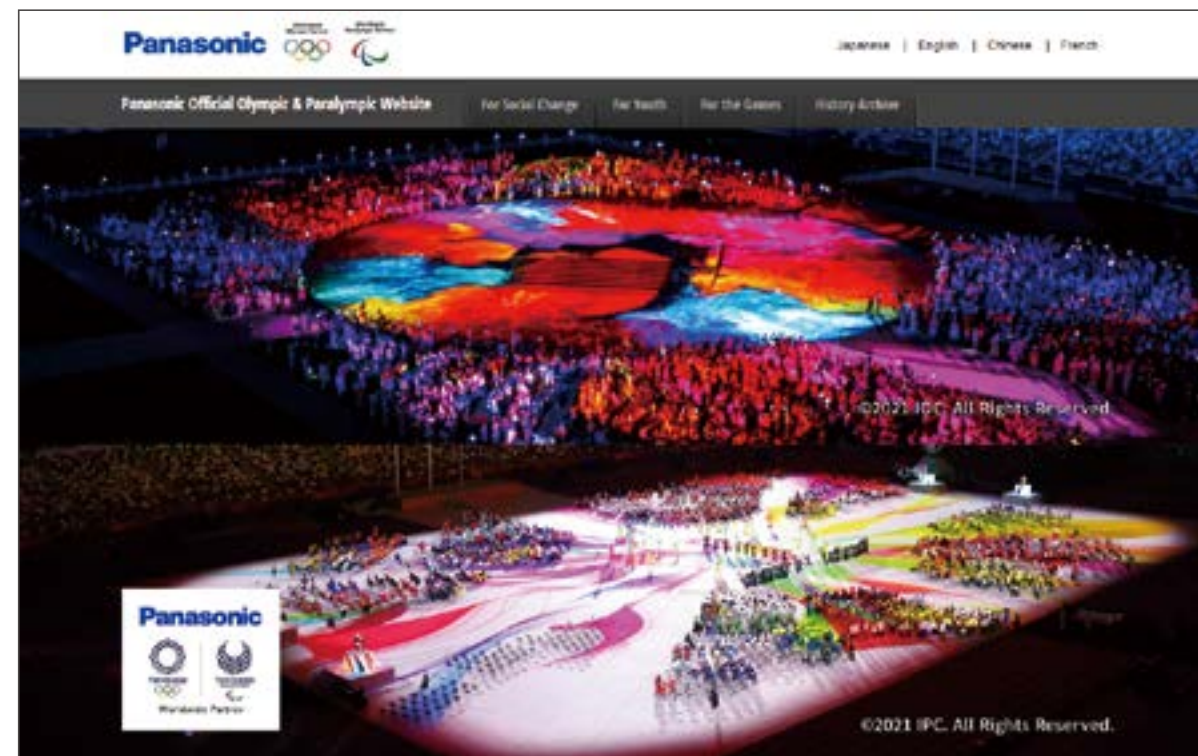 Panasonic
Japanese | English | Chinese | French
Panasonic Official Olympic & Paralympic Website
For Social Change
For Youth
For the Games
History Archive
©2021 IPC. All Rights Reserved.
Panasonic
Worldwide Partner
©2021 IPC. All Rights Reserved.